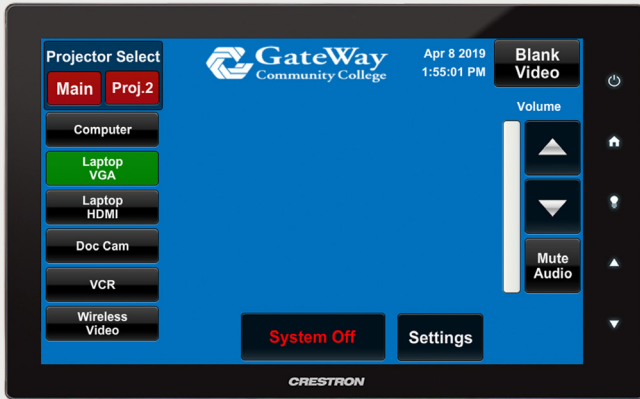 Projector Select
Main
Proj.2
GateWay
Community College
Apr 8 2019
1:55:01 PM
Blank
Video
Volume
Computer
Laptop
VGA
Laptop
HDMI
Doc Cam
VCR
Wireless
Video
Mute
Audio
System Off
Settings
CRESTRON